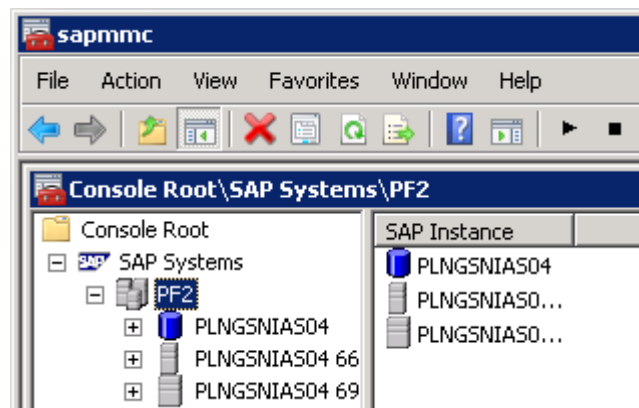 sapmmc
File Action View Favorites Window Help
Console Root\SAP Systems\PF2
Console Root
SAP Systems
PF2
PLNGSNIAS04
PLNGSNIAS04 66
PLNGSNIAS04 69
SAP Instance
PLNGSNIAS04
PLNGSNIAS0...
PLNGSNIAS0...